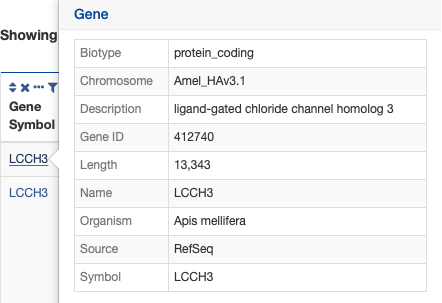 Gene
Showing
Biotype protein_coding
Chromosome Amel_HAv3.1
Description ligand-gated chloride channel homolog 3
Gene ID 412740
Length 13,343
Name LCCH3
Organism Apis mellifera
Source RefSeq
Symbol LCCH3
Gene
Symbol
LCCH3
LCCH3